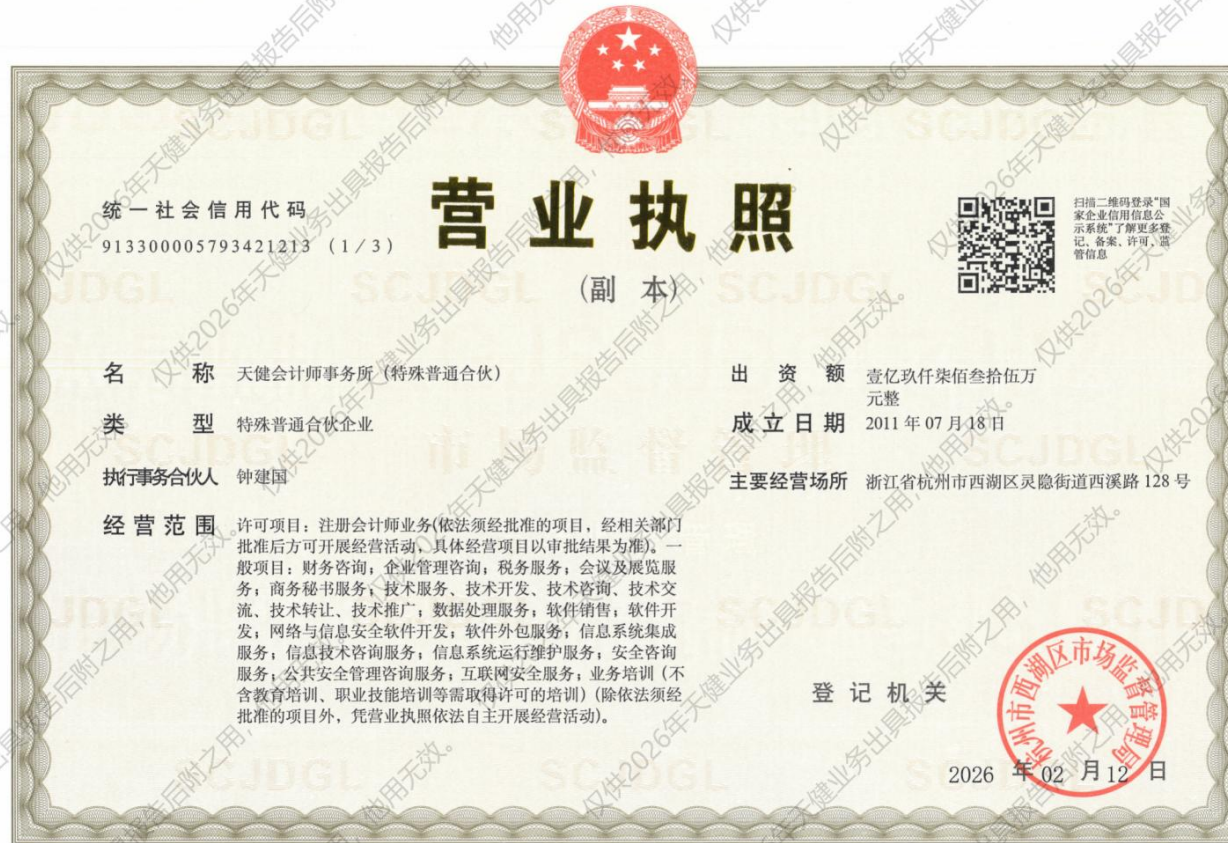 营业执照
(副 本)
统一社会信用代码
913300005793421213 (1/3)
扫描二维码登录"国
家企业信用信息公
示系统"了解更多登
记、备案、许可、监
管信息
名 称 天健会计师事务所(特殊普通合伙)
类 型 特殊普通合伙企业
执行事务合伙人 钟建国
经营范围 许可项目:注册会计师业务(依法须经批准的项目,经相关部门
批准后方可开展经营活动,具体经营项目以审批结果为准)。一
般项目:财务咨询;企业管理咨询;税务服务;会议及展览服
务;商务秘书服务;技术服务、技术开发、技术咨询、技术交
流、技术转让、技术推广;数据处理服务;软件销售;软件开
发;网络与信息安全软件开发;软件外包服务;信息系统集成
服务;信息技术咨询服务;信息系统运行维护服务;安全咨询
服务;公共安全管理咨询服务;互联网安全服务;业务培训(不
含教育培训、职业技能培训等需取得许可的培训)(除依法须经
批准的项目外,凭营业执照依法自主开展经营活动)。
出 资 额 壹亿玖仟柒佰叁拾伍万
元整
成立日期 2011年07月18日
主要经营场所 浙江省杭州市西湖区灵隐街道西溪路128号
登记机关
杭州市西湖区市场监督管理局
2026 年 02 月 12 日
仅供2026年天健业务出具报告后附之用,他用无效。
SCJDGL
市场监督管理